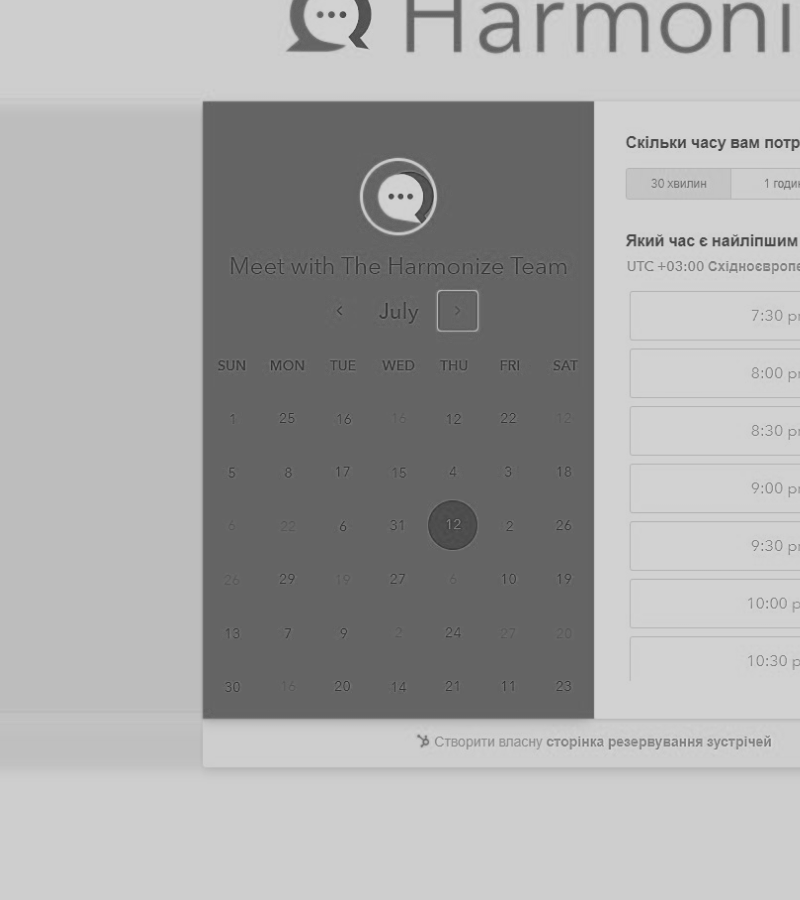 Harmoni
Meet with The Harmonize Team
July
SUN MON TUE WED THU FRI SAT
1 25 16 16 12 22 12
5 8 17 15 4 3 18
6 22 6 31 12 2 26
26 29 19 27 6 10 19
13 7 9 2 24 27 20
30 16 20 14 21 11 23
Скільки часу вам потр
30 хвилин 1 годин
Який час є найліпшим
UTC +03:00 Східноєвропе
7:30 p
8:00 p
8:30 p
9:00 p
9:30 p
10:00 p
10:30 p
Створити власну сторінка резервування зустрічей